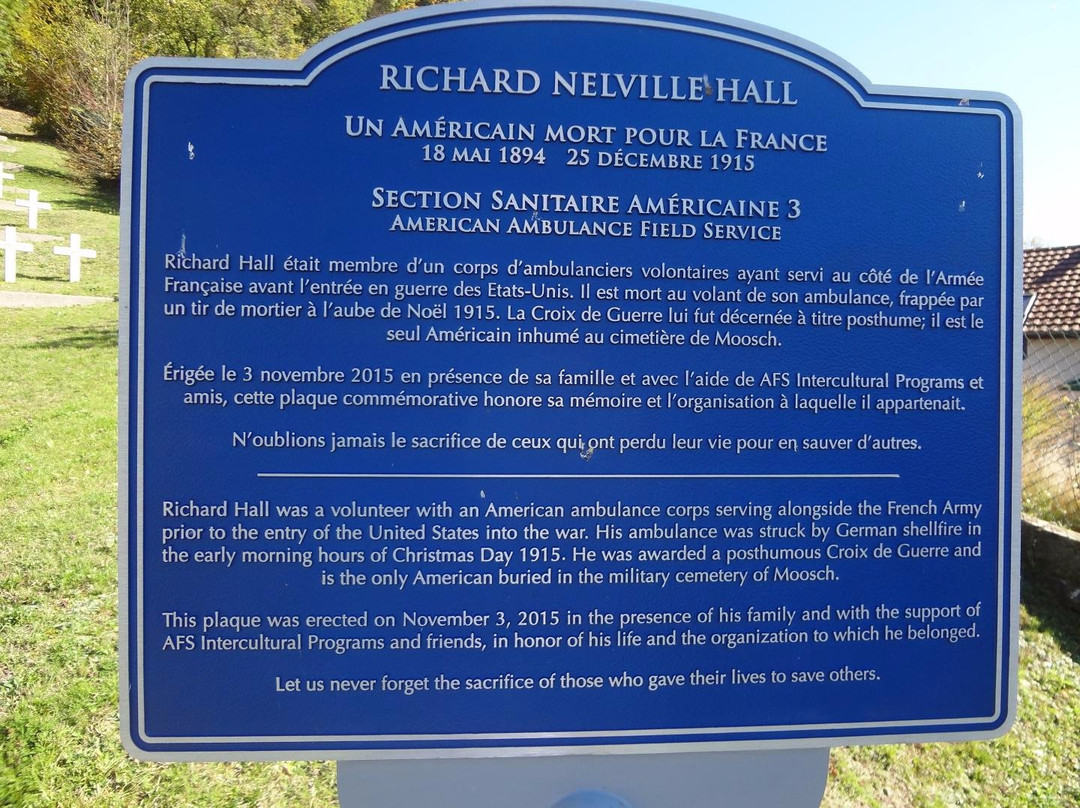 RICHARD NELVILLE HALL
UN AMÉRICAIN MORT POUR LA FRANCE
18 MAI 1894 25 DÉCEMBRE 1915
SECTION SANITAIRE AMÉRICAINE 3
AMERICAN AMBULANCE FIELD SERVICE
Richard Hall était membre d'un corps d'ambulanciers volontaires ayant servi au côté de l'Armée
Française avant l'entrée en guerre des Etats-Unis. Il est mort au volant de son ambulance, frappée par
un tir de mortier à l'aube de Noël 1915. La Croix de Guerre lui fut décernée à titre posthume; il est le
seul Américain inhumé au cimetière de Moosch.
Érigée le 3 novembre 2015 en présence de sa famille et avec l'aide de AFS Intercultural Programs et
amis, cette plaque commémorative honore sa mémoire et l'organisation à laquelle il appartenait.
N'oublions jamais le sacrifice de ceux qui ont perdu leur vie pour en sauver d'autres.
Richard Hall was a volunteer with an American ambulance corps serving alongside the French Army
prior to the entry of the United States into the war. His ambulance was struck by German shellfire in
the early morning hours of Christmas Day 1915. He was awarded a posthumous Croix de Guerre and
is the only American buried in the military cemetery of Moosch.
This plaque was erected on November 3, 2015 in the presence of his family and with the support of
AFS Intercultural Programs and friends, in honor of his life and the organization to which he belonged.
Let us never forget the sacrifice of those who gave their lives to save others.